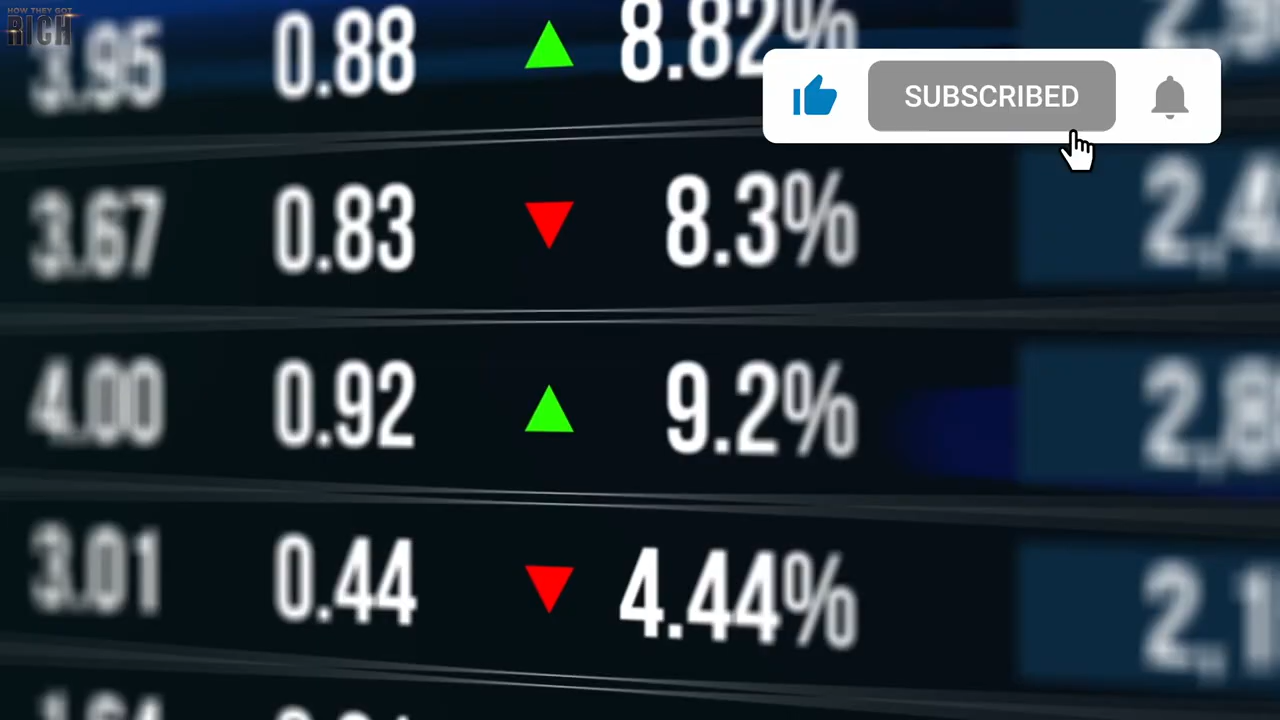 HOW THEY GOT
RICH
3.95 0.88 ▲ 8.82%
SUBSCRIBED
3.67 0.83 ▼ 8.3%
4.00 0.92 ▲ 9.2%
3.01 0.44 ▼ 4.44%